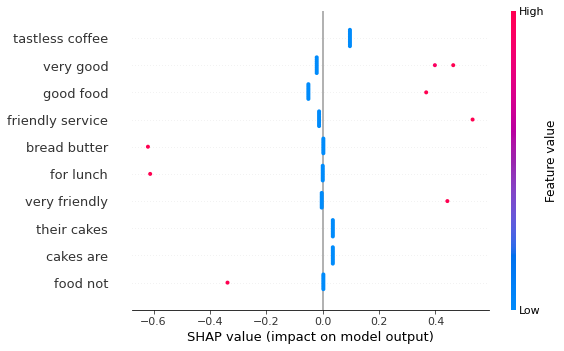 High
tastless coffee
very good
good food
friendly service
bread butter
for lunch
very friendly
their cakes
cakes are
food not
Feature value
Low
−0.6 −0.4 −0.2 0.0 0.2 0.4
SHAP value (impact on model output)